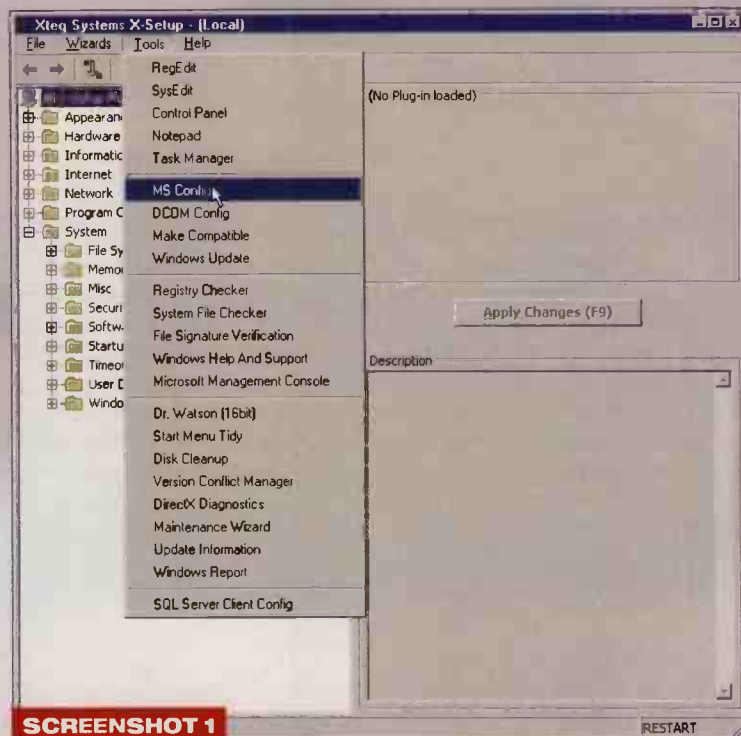 Xteq Systems X-Setup - (Local)
File Wizards Tools Help
RegEdit
SysEdit
Control Panel
Notepad
Task Manager
MS Config
DCOM Config
Make Compatible
Windows Update
Registry Checker
System File Checker
File Signature Verification
Windows Help And Support
Microsoft Management Console
Dr. Watson (16bit)
Start Menu Tidy
Disk Cleanup
Version Conflict Manager
DirectX Diagnostics
Maintenance Wizard
Update Information
Windows Report
SQL Server Client Config
Appearan
Hardware
Informatic
Internet
Network
Program C
System
File Sy
Memo
Misc
Securi
Softw
Startu
Timeo
User D
Windo
(No Plug-in loaded)
Apply Changes (F9)
Description
RESTART
SCREENSHOT 1